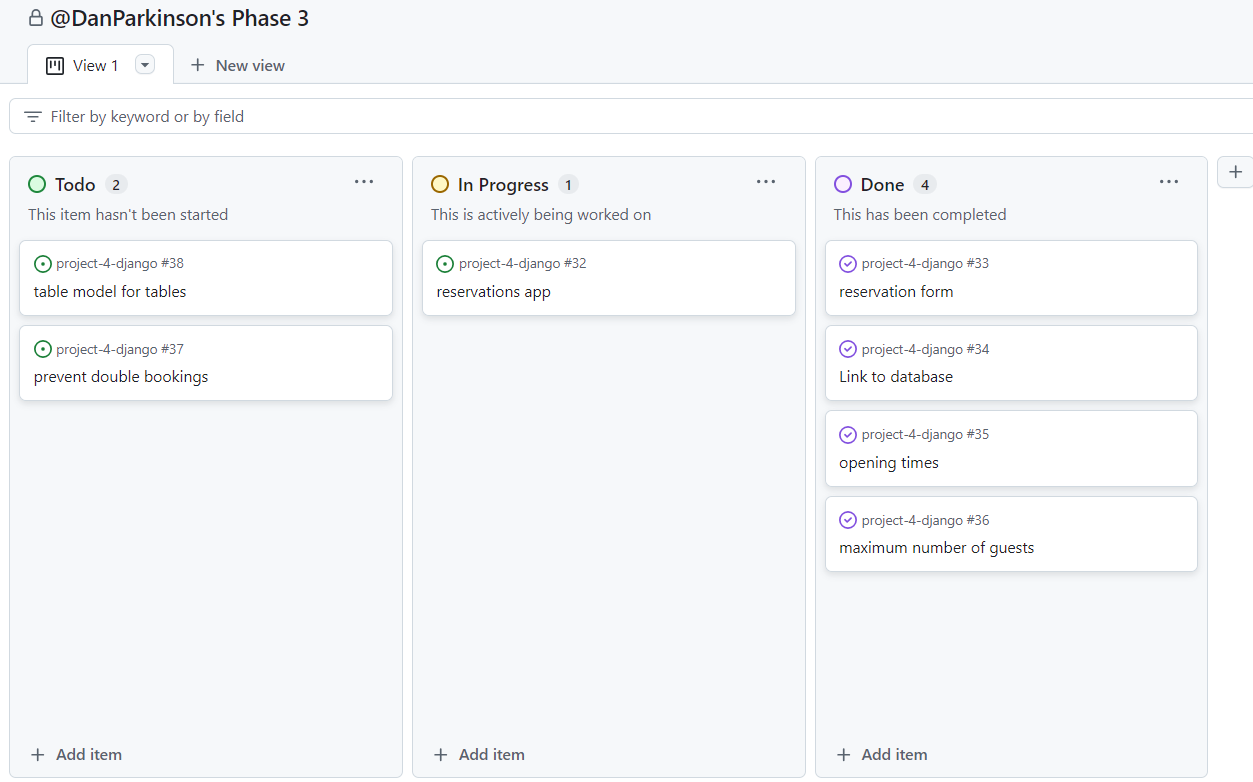 @DanParkinson's Phase 3
View 1
New view
Filter by keyword or by field
Todo 2
This item hasn't been started
project-4-django #38
table model for tables
project-4-django #37
prevent double bookings
Add item
In Progress 1
This is actively being worked on
project-4-django #32
reservations app
Add item
Done 4
This has been completed
project-4-django #33
reservation form
project-4-django #34
Link to database
project-4-django #35
opening times
project-4-django #36
maximum number of guests
Add item